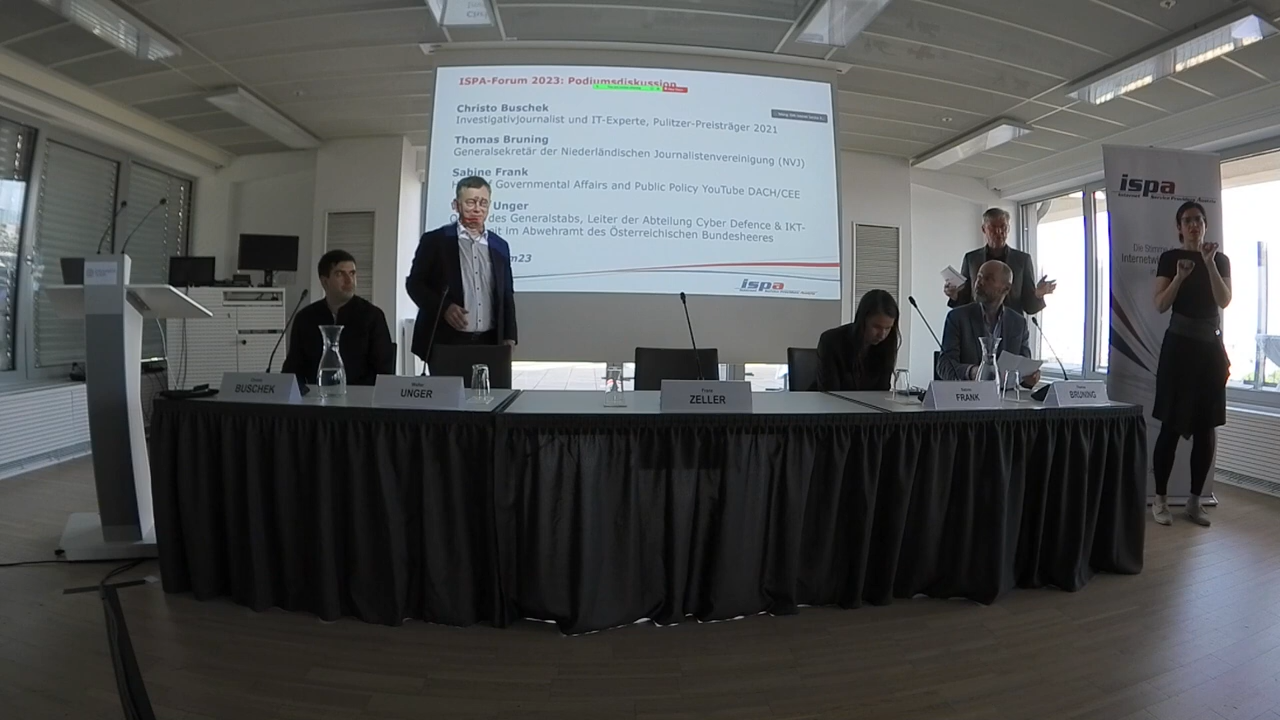 ISPA-Forum 2023: Podiumsdiskussion
Christo Buschek
Investigativjournalist und IT-Experte, Pulitzer-Preisträger 2021
Thomas Bruning
Generalsekretär der Niederländischen Journalistenvereinigung (NVJ)
Sabine Frank
Governmental Affairs and Public Policy YouTube DACH/CEE
Unger
des Generalstabs, Leiter der Abteilung Cyber Defence & IKT-
im Abwehramt des Österreichischen Bundesheeres
m23
ispa
ispa
Die Stimme
Internetw
BUSCHEK
UNGER
ZELLER
FRANK
BRUNING